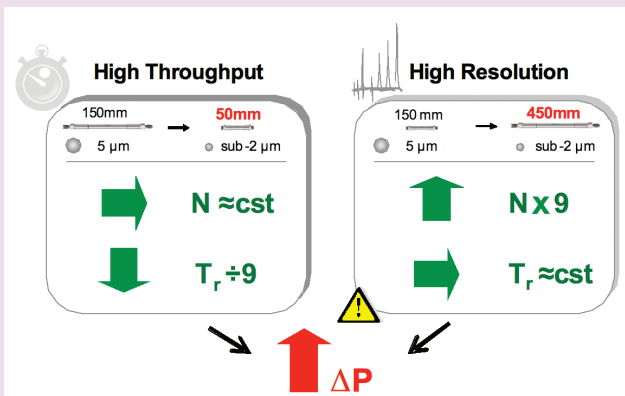 High Throughput
150mm
50mm
5 µm
sub-2 µm
N ≈cst
Tr ÷9
High Resolution
150 mm
450mm
5 µm
sub-2 µm
N x 9
Tr ≈cst
!
ΔP